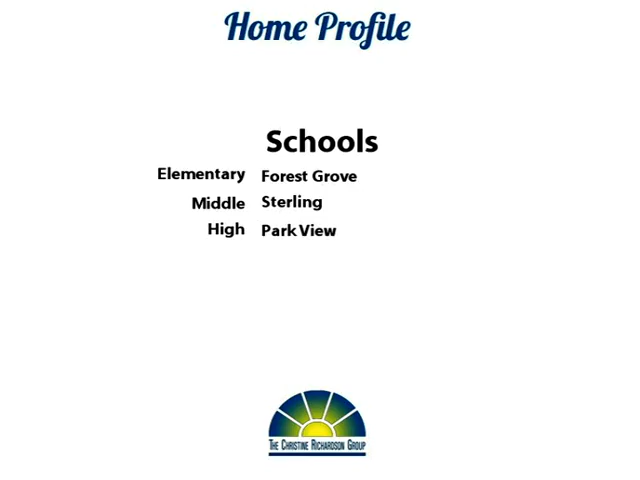 Home Profile
Schools
Elementary Forest Grove
Middle Sterling
High Park View
The Christine Richardson Group